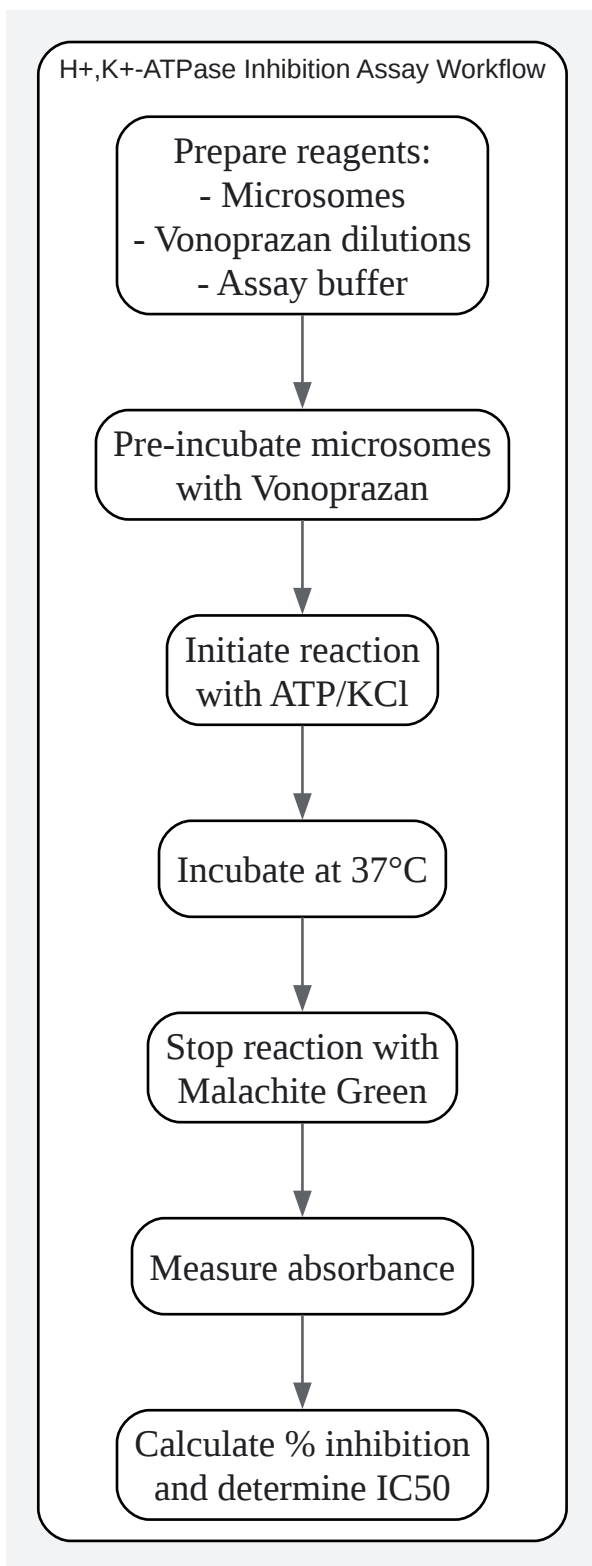 H+,K+-ATPase Inhibition Assay Workflow
Prepare reagents:
- Microsomes
- Vonoprazan dilutions
- Assay buffer
Pre-incubate microsomes
with Vonoprazan
Initiate reaction
with ATP/KCl
Incubate at 37°C
Stop reaction with
Malachite Green
Measure absorbance
Calculate % inhibition
and determine IC50